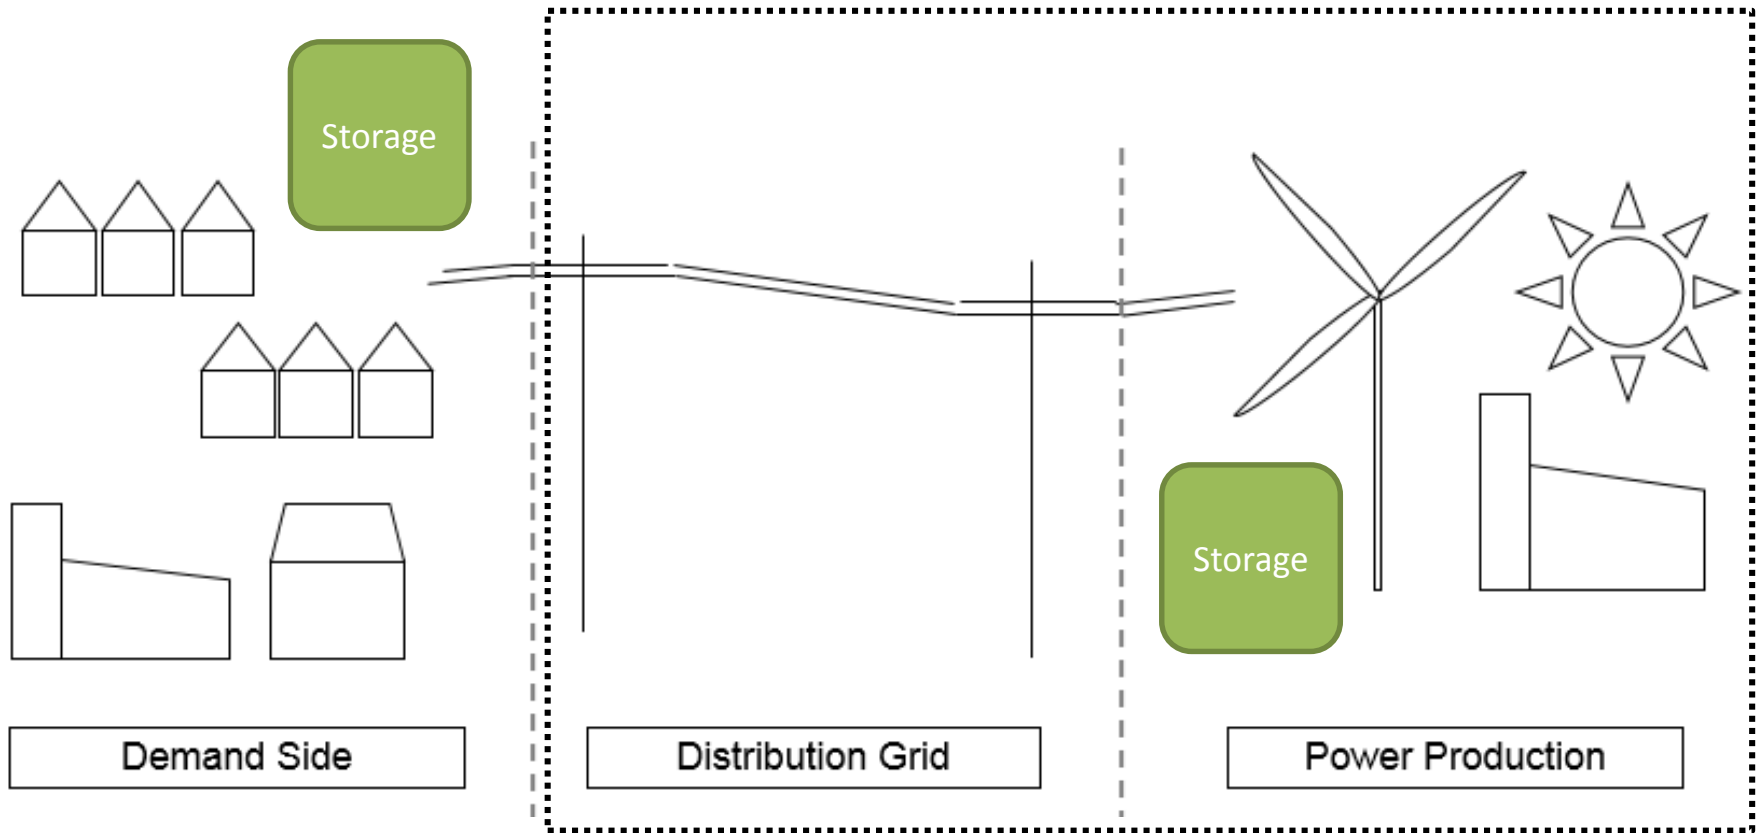 Storage
Storage
Demand Side
Distribution Grid
Power Production